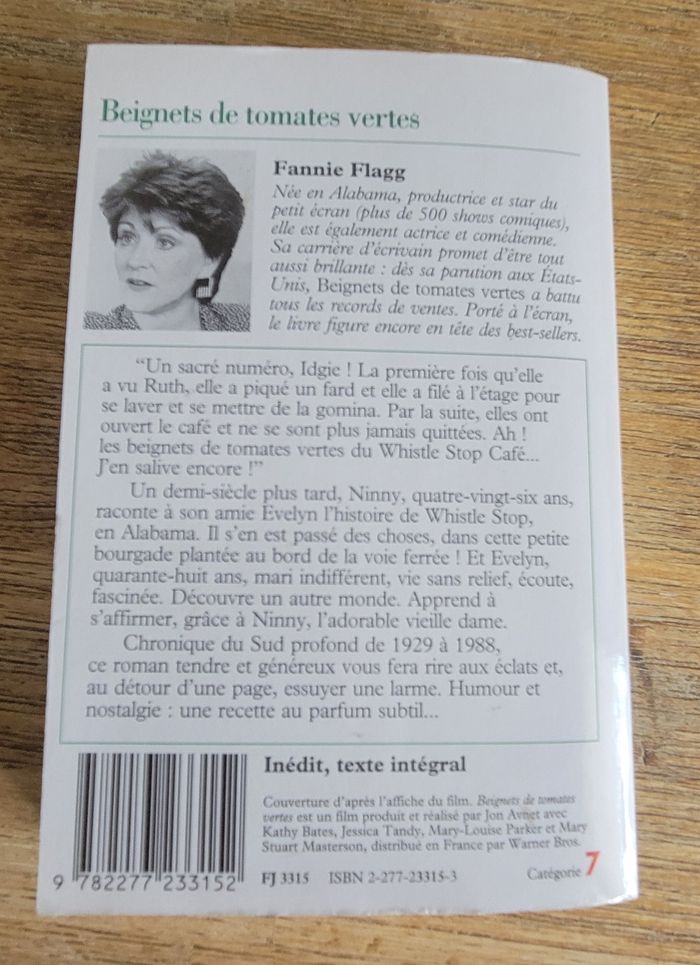 Beignets de tomates vertes
Fannie Flagg
Née en Alabama, productrice et star du
petit écran (plus de 500 shows comiques),
elle est également actrice et comédienne.
Sa carrière d'écrivain promet d'être tout
aussi brillante : dès sa parution aux États-
Unis, Beignets de tomates vertes a battu
tous les records de ventes. Porté à l'écran,
le livre figure encore en tête des best-sellers.
"Un sacré numéro, Idgie ! La première fois qu'elle
a vu Ruth, elle a piqué un fard et elle a filé à l'étage pour
se laver et se mettre de la gomina. Par la suite, elles ont
ouvert le café et ne se sont plus jamais quittées. Ah !
les beignets de tomates vertes du Whistle Stop Café...
J'en salive encore !"
Un demi-siècle plus tard, Ninny, quatre-vingt-six ans,
raconte à son amie Evelyn l'histoire de Whistle Stop,
en Alabama. Il s'en est passé des choses, dans cette petite
bourgade plantée au bord de la voie ferrée ! Et Evelyn,
quarante-huit ans, mari indifférent, vie sans relief, écoute,
fascinée. Découvre un autre monde. Apprend à
s'affirmer, grâce à Ninny, l'adorable vieille dame.
Chronique du Sud profond de 1929 à 1988,
ce roman tendre et généreux vous fera rire aux éclats et,
au détour d'une page, essuyer une larme. Humour et
nostalgie : une recette au parfum subtil...
Inédit, texte intégral
Couverture d'après l'affiche du film. Beignets de tomates
vertes est un film produit et réalisé par Jon Avnet avec
Kathy Bates, Jessica Tandy, Mary-Louise Parker et Mary
Stuart Masterson, distribué en France par Warner Bros.
9 782277 233152
FJ 3315 ISBN 2-277-23315-3
Catégorie 7